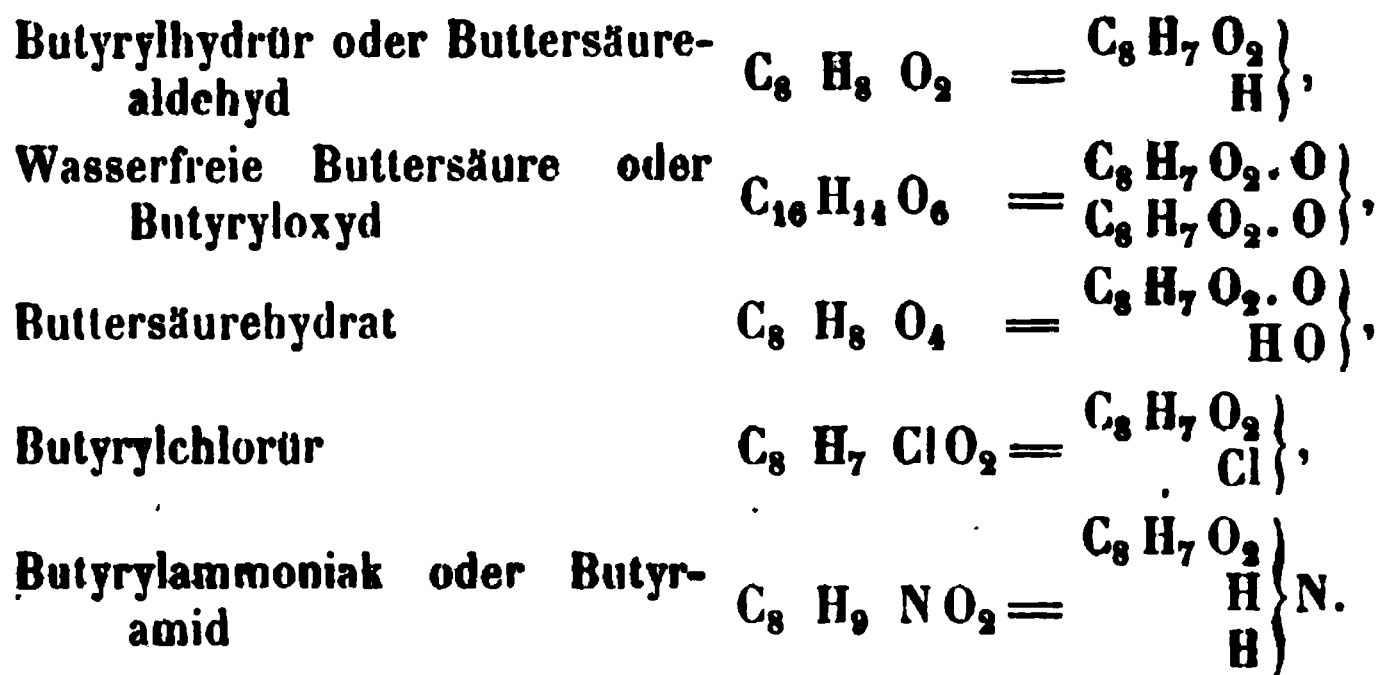 Butyrylhydrür oder Buttersäure-
aldehyd C₈ H₈ O₂ = C₈ H₇ O₂
H },
Wasserfreie Buttersäure oder
Butyryloxyd C₁₆ H₁₄ O₆ = C₈ H₇ O₂. O
C₈ H₇ O₂. O },
Buttersäurehydrat C₈ H₈ O₄ = C₈ H₇ O₂. O
H O },
Butyrylchlorür C₈ H₇ Cl O₂ = C₈ H₇ O₂
Cl },
Butyrylammoniak oder Butyr-
amid C₈ H₉ N O₂ = C₈ H₇ O₂
H } N.
H